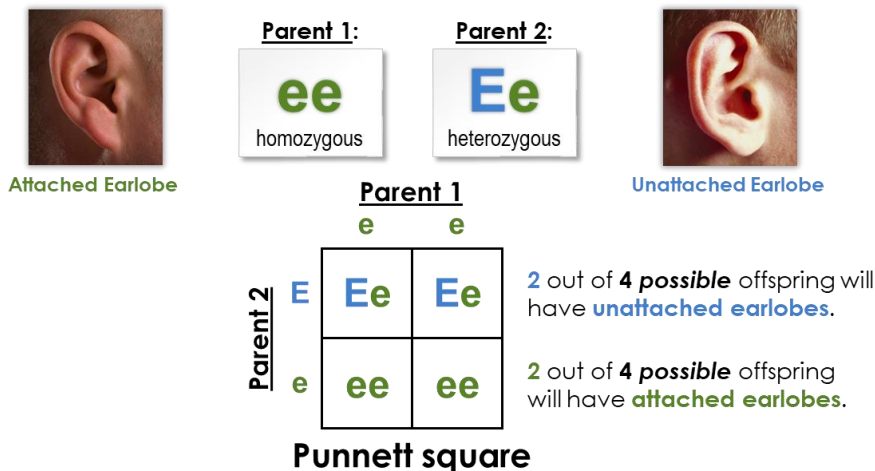 Parent 1:
Parent 2:
ee
homozygous
Ee
heterozygous
Attached Earlobe
Unattached Earlobe
Parent 1
e e
Parent 2
E Ee Ee
e ee ee
2 out of 4 possible offspring will
have unattached earlobes.
2 out of 4 possible offspring
will have attached earlobes.
Punnett square